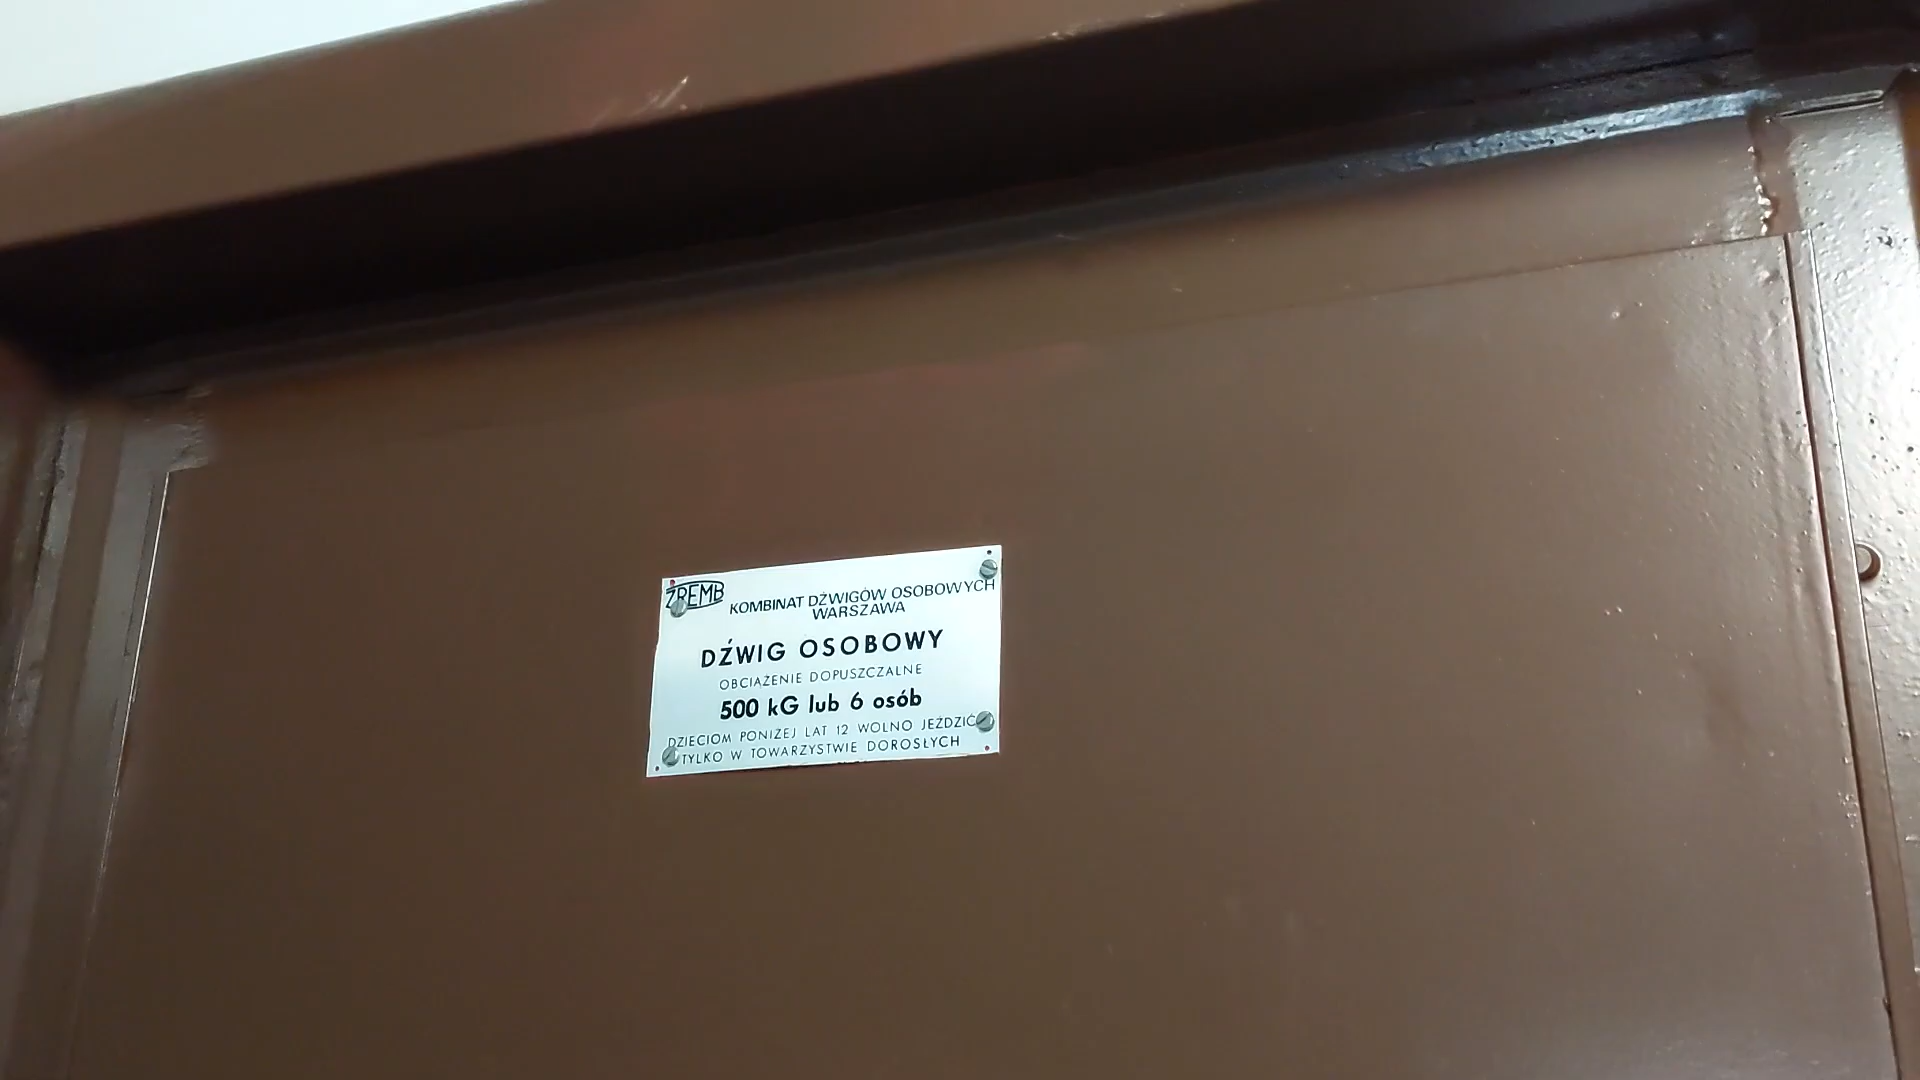 ZREMB
KOMBINAT DŹWIGÓW OSOBOWYCH
WARSZAWA
DŹWIG OSOBOWY
OBCIĄŻENIE DOPUSZCZALNE
500 kG lub 6 osób
DZIECIOM PONIŻEJ LAT 12 WOLNO JEŹDZIĆ
TYLKO W TOWARZYSTWIE DOROSŁYCH